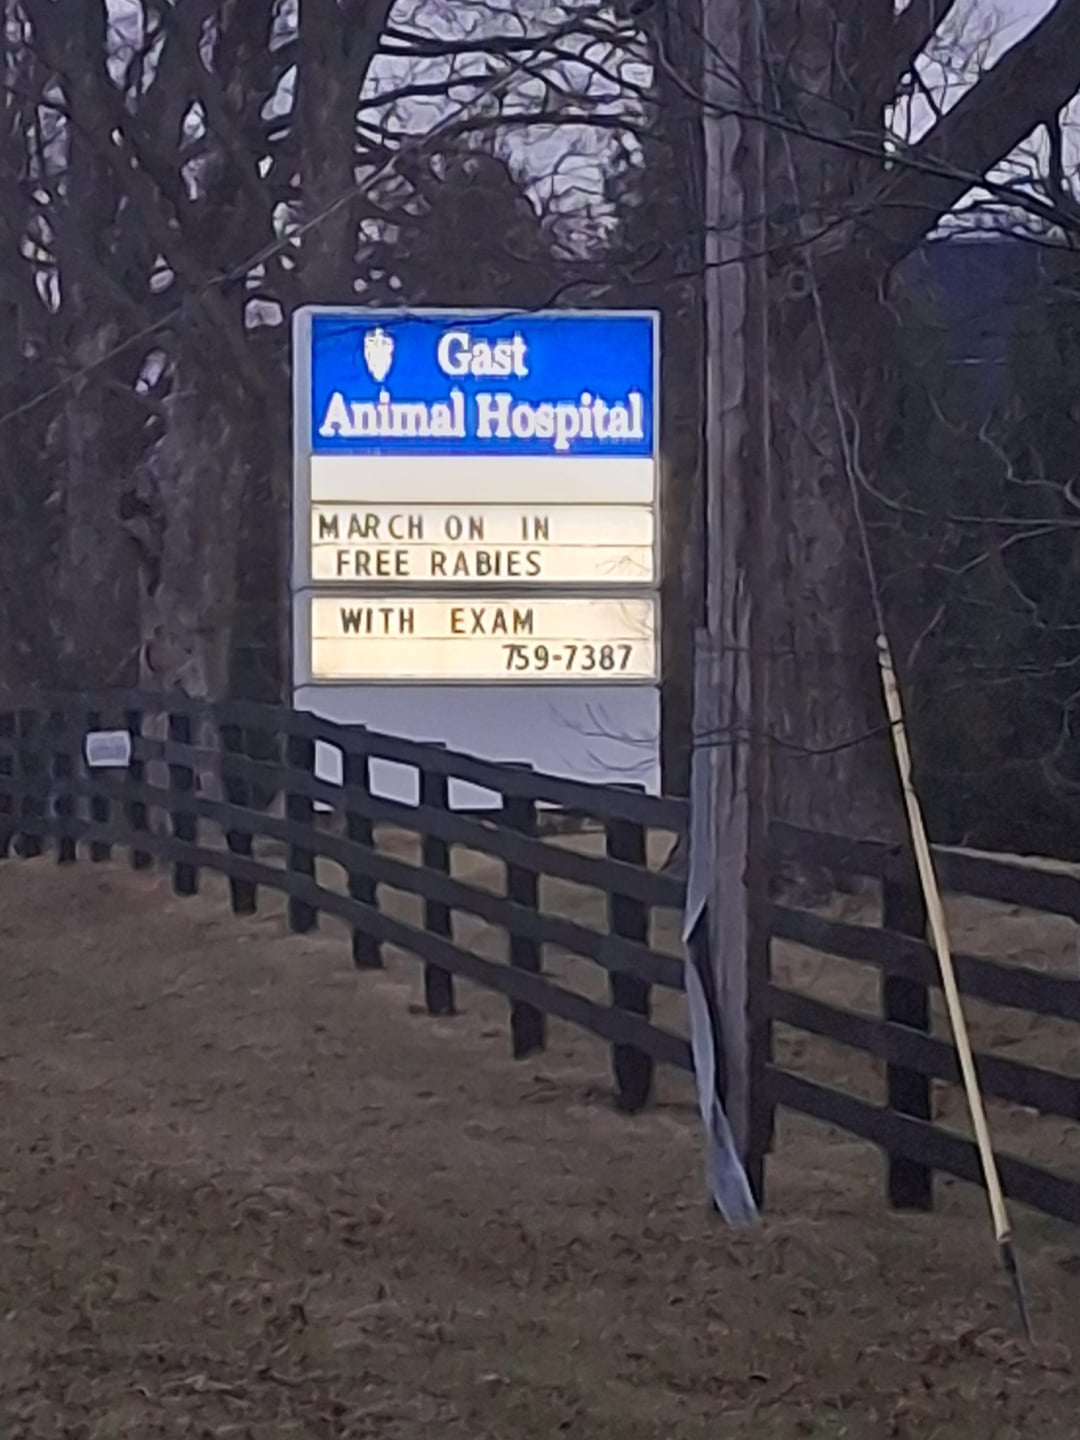 Gast
Animal Hospital
MARCH ON IN
FREE RABIES
WITH EXAM
759-7387